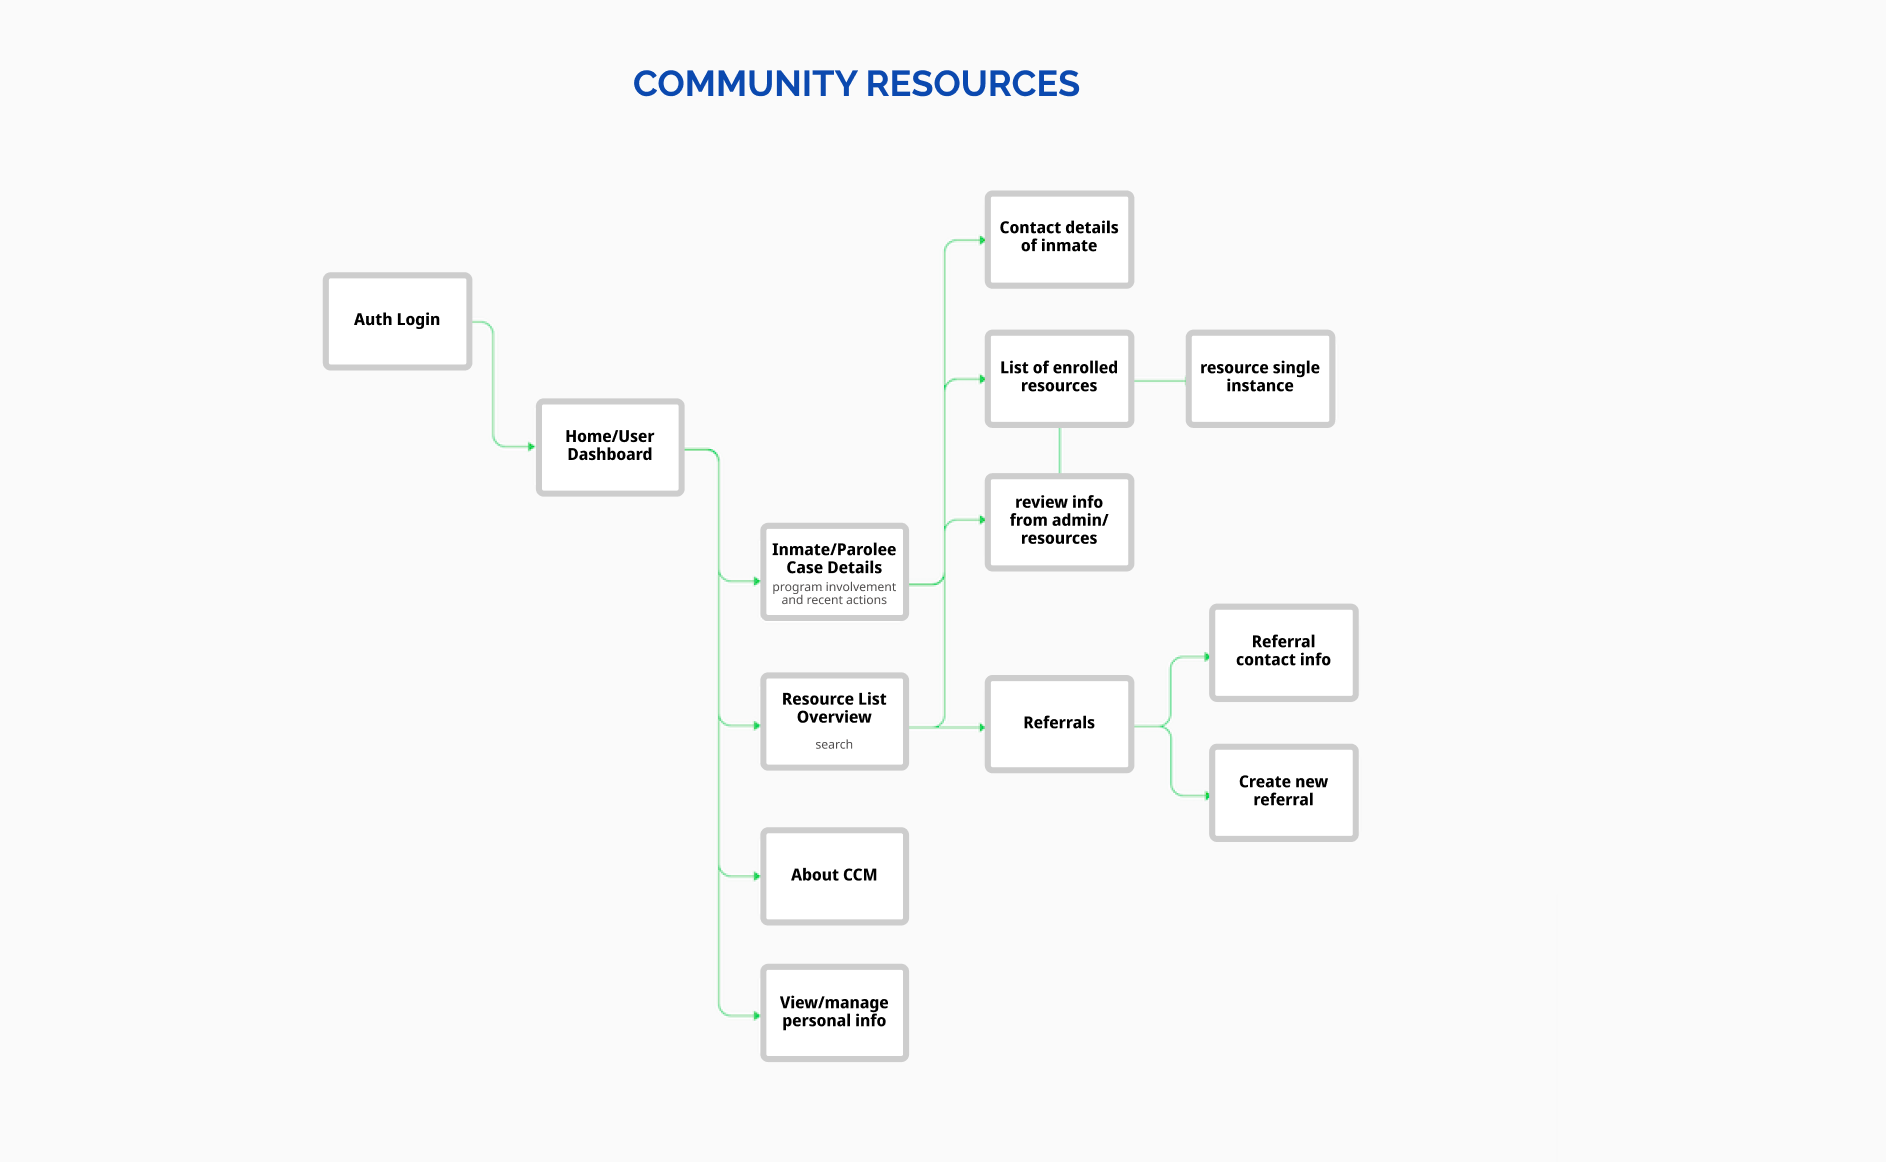 COMMUNITY RESOURCES
Auth Login
Home/User
Dashboard
Inmate/Parolee
Case Details
program involvement
and recent actions
Resource List
Overview
search
About CCM
View/manage
personal info
Contact details
of inmate
List of enrolled
resources
resource single
instance
review info
from admin/
resources
Referrals
Referral
contact info
Create new
referral